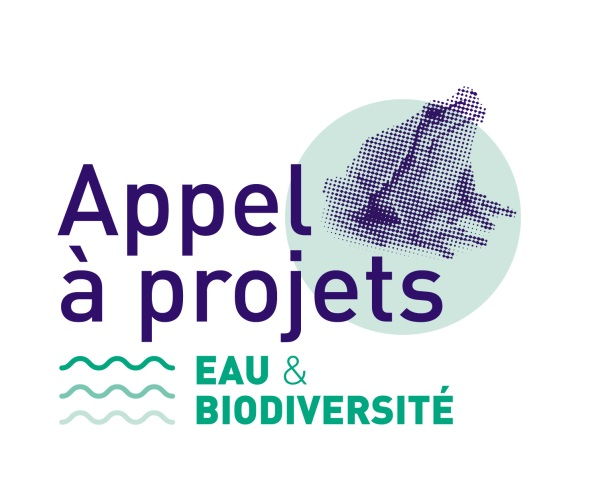 Appel
à projets
EAU &
BIODIVERSITÉ